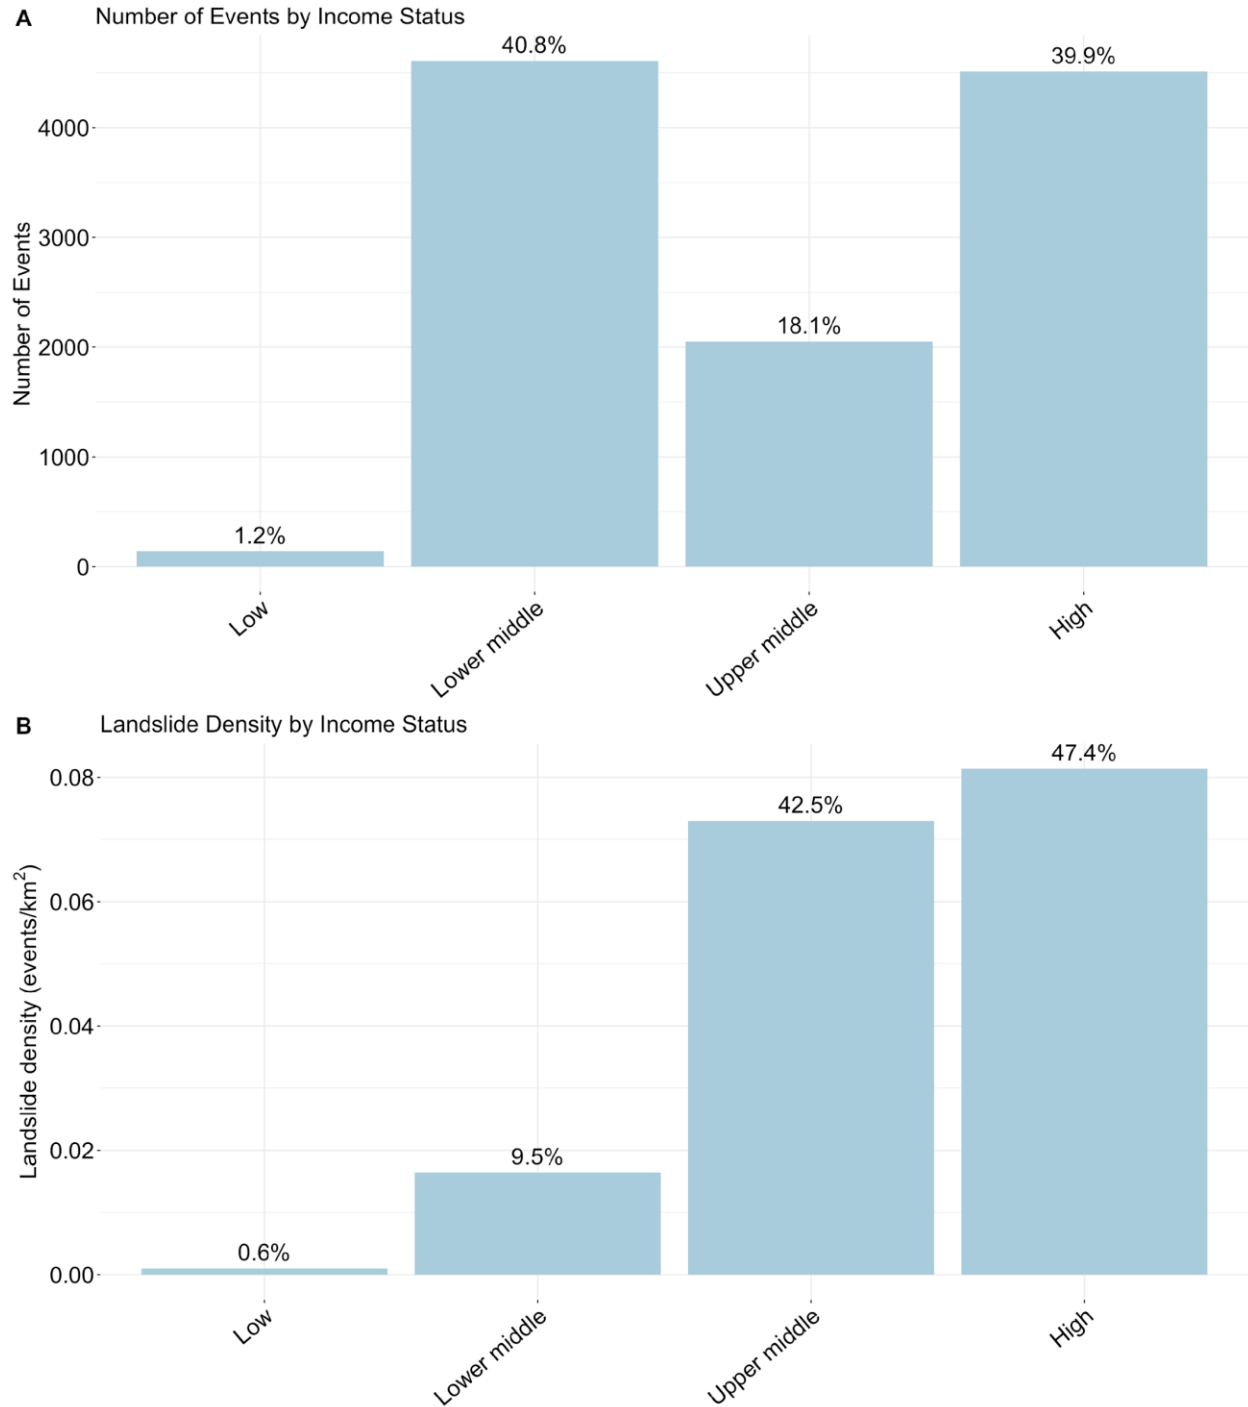 A Number of Events by Income Status
40.8%
39.9%
4000
3000
18.1%
2000
1000
1.2%
0
Number of Events
Low
Lower middle
Upper middle
High
B Landslide Density by Income Status
47.4%
0.08
42.5%
0.06
0.04
0.02
9.5%
0.6%
0.00
Landslide density (events/km²)
Low
Lower middle
Upper middle
High